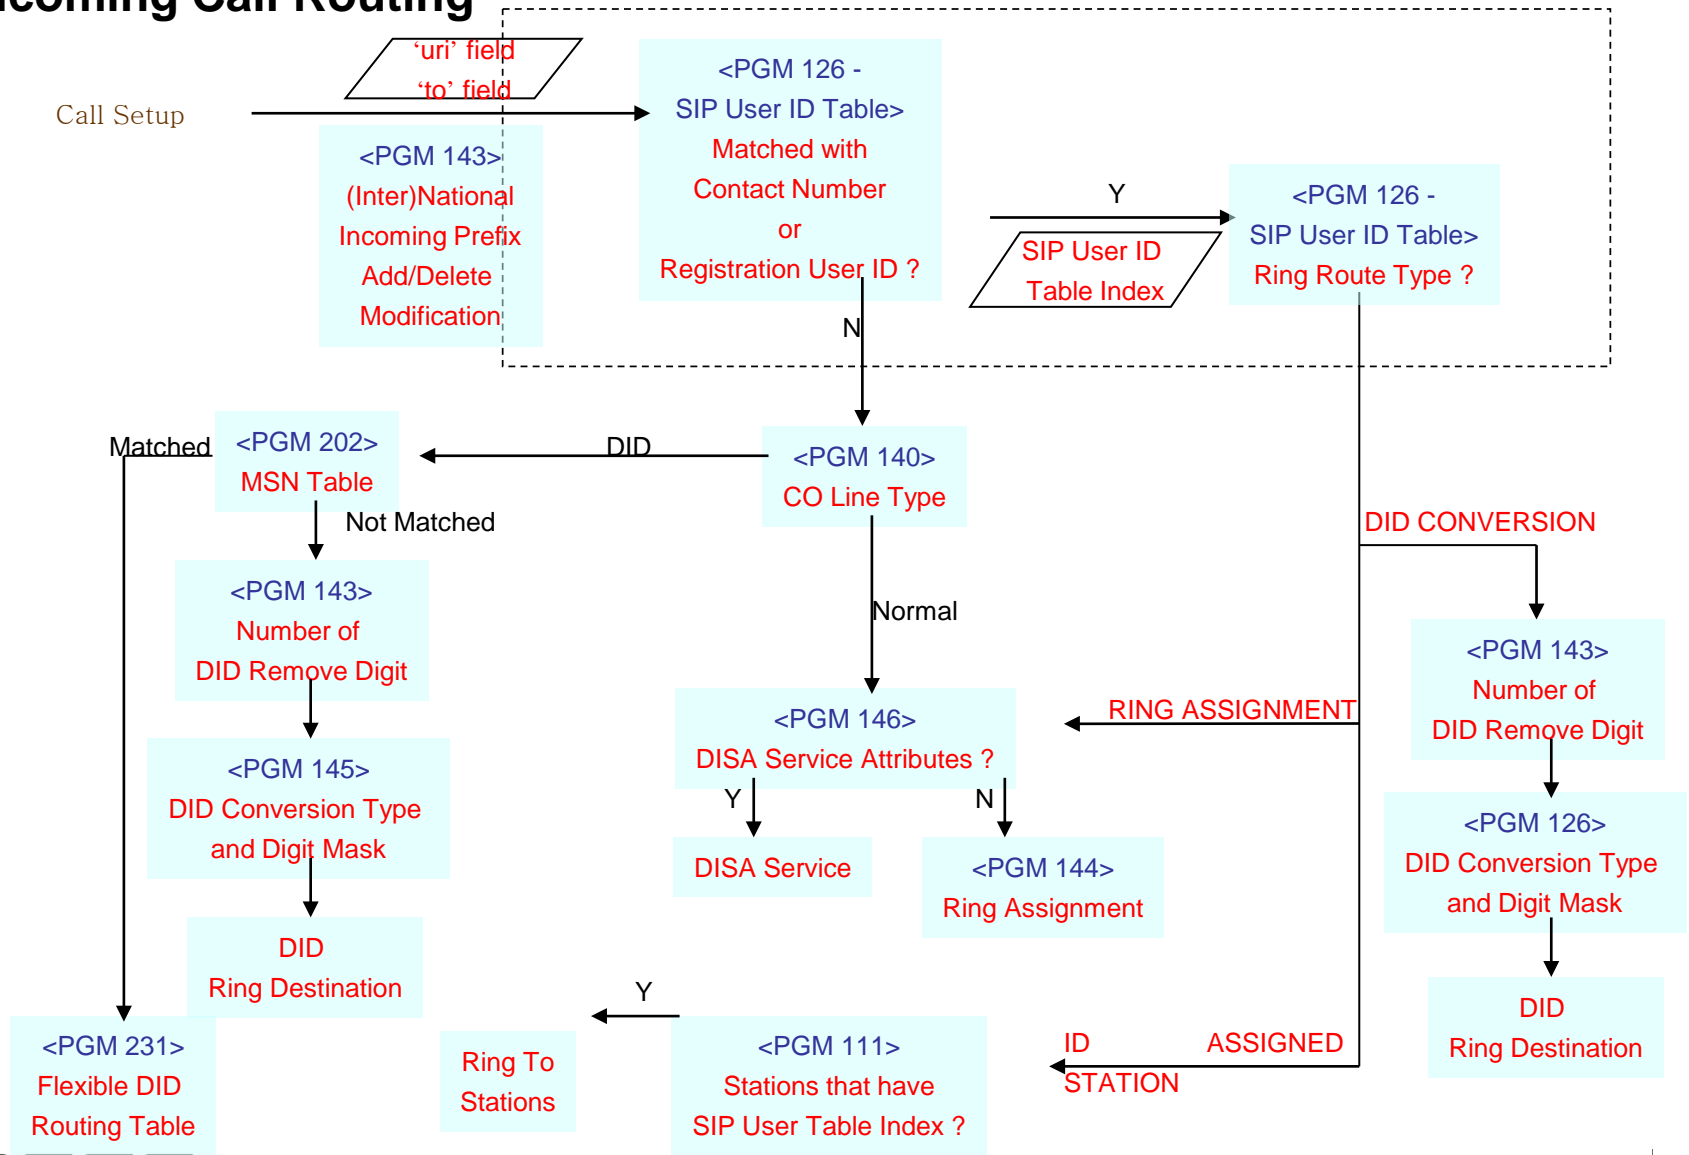 ncoming Call Routing
‘uri’ field
‘to’ field
Call Setup
<PGM 143>
(Inter)National
Incoming Prefix
Add/Delete
Modification
<PGM 126 -
SIP User ID Table>
Matched with
Contact Number
or
Registration User ID ?
Y
SIP User ID
Table Index
<PGM 126 -
SIP User ID Table>
Ring Route Type ?
N
Matched
<PGM 202>
MSN Table
DID
<PGM 140>
CO Line Type
Not Matched
DID CONVERSION
<PGM 143>
Number of
DID Remove Digit
Normal
<PGM 143>
Number of
DID Remove Digit
<PGM 146>
DISA Service Attributes ?
RING ASSIGNMENT
<PGM 145>
DID Conversion Type
and Digit Mask
Y
N
<PGM 126>
DID Conversion Type
and Digit Mask
DISA Service
<PGM 144>
Ring Assignment
DID
Ring Destination
Y
DID
Ring Destination
<PGM 231>
Flexible DID
Routing Table
Ring To
Stations
<PGM 111>
Stations that have
SIP User Table Index ?
ID ASSIGNED
STATION